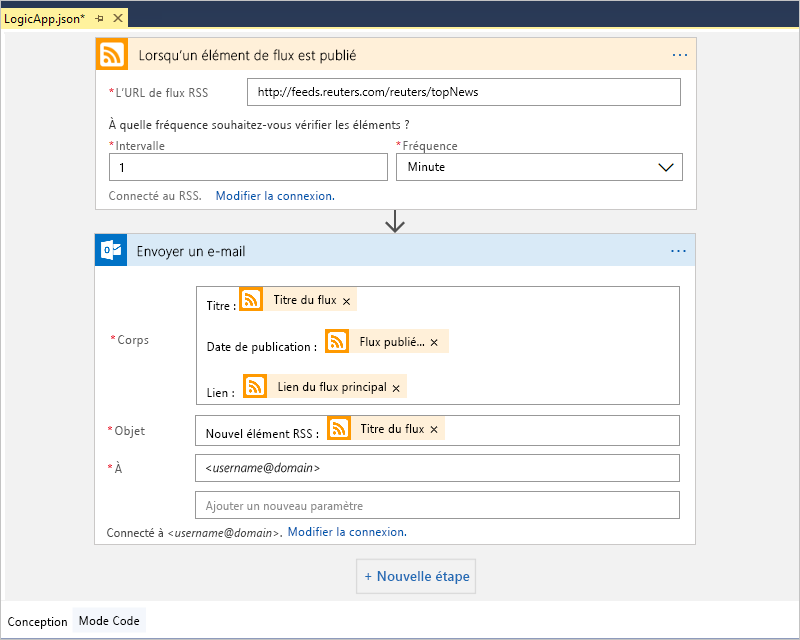 LogicApp.json*
Lorsqu'un élément de flux est publié ...
*L'URL de flux RSS http://feeds.reuters.com/reuters/topNews
À quelle fréquence souhaitez-vous vérifier les éléments ?
*Intervalle *Fréquence
1 Minute
Connecté au RSS. Modifier la connexion.
Envoyer un e-mail ...
Titre : Titre du flux ×
*Corps
Date de publication : Flux publié... ×
Lien : Lien du flux principal ×
*Objet Nouvel élément RSS : Titre du flux ×
*À <username@domain>
Ajouter un nouveau paramètre
Connecté à <username@domain>. Modifier la connexion.
+ Nouvelle étape
Conception Mode Code